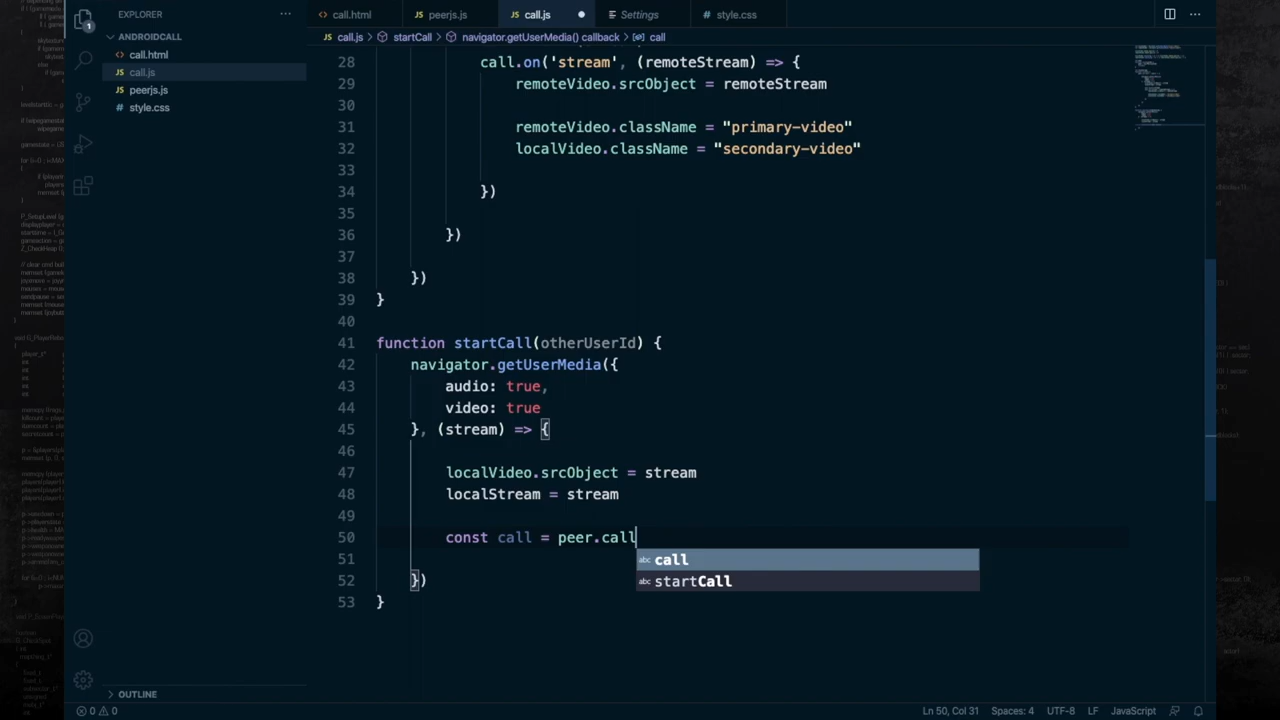 EXPLORER
···
call.html
peerjs.js
call.js
Settings
style.css
···
1
ANDROIDCALL
call.js > startCall > navigator.getUserMedia() callback > call
call.html
call.js
peerjs.js
style.css
28 call.on('stream', (remoteStream) => {
29 remoteVideo.srcObject = remoteStream
30
31 remoteVideo.className = "primary-video"
32 localVideo.className = "secondary-video"
33
34 })
35
36 })
37
38 })
39 }
40
41 function startCall(otherUserId) {
42 navigator.getUserMedia({
43 audio: true,
44 video: true
45 }, (stream) => {
46
47 localVideo.srcObject = stream
48 localStream = stream
49
50 const call = peer.call
51
abc call
abc startCall
52 })
53 }
OUTLINE
0 0
Ln 50, Col 31
Spaces: 4
UTF-8
LF
JavaScript